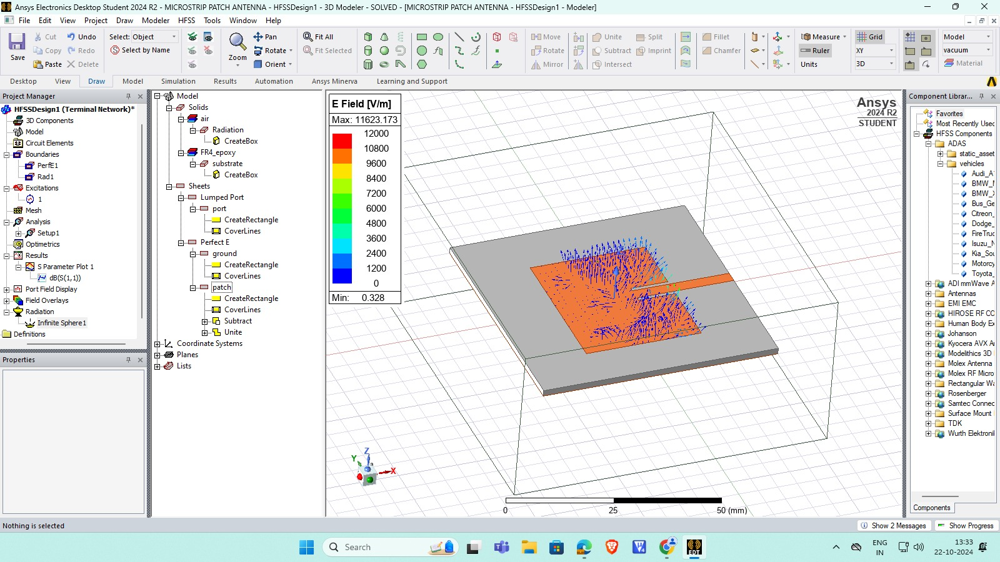 Ansys Electronics Desktop Student 2024 R2 - MICROSTRIP PATCH ANTENNA - HFSSDesign1 - 3D Modeler - SOLVED - [MICROSTRIP PATCH ANTENNA - HFSSDesign1 - Modeler]
File Edit View Project Draw Modeler HFSS Tools Window Help
Save
Cut
Copy
Paste
Undo
Redo
Delete
Select: Object
Select by Name
Zoom
Pan
Rotate
Orient
Fit All
Fit Selected
Move
Rotate
Mirror
Unite
Subtract
Intersect
Split
Imprint
Fillet
Chamfer
Measure
Ruler
Units
Grid
XY
3D
Model
vacuum
Material
Desktop View Draw Model Simulation Results Automation Ansys Minerva Learning and Support
Project Manager
HFSSDesign1 (Terminal Network)*
3D Components
Model
Circuit Elements
Boundaries
PerfE1
Rad1
Excitations
1
Mesh
Analysis
Setup1
Optimetrics
Results
S Parameter Plot 1
dB(S(1,1))
Port Field Display
Field Overlays
Radiation
Infinite Sphere1
Definitions
Properties
Model
Solids
air
Radiation
CreateBox
FR4_epoxy
substrate
CreateBox
Sheets
Lumped Port
port
CreateRectangle
CoverLines
Perfect E
ground
CreateRectangle
CoverLines
patch
CreateRectangle
CoverLines
Subtract
Unite
Coordinate Systems
Planes
Lists
E Field [V/m]
Max: 11623.173
12000
10800
9600
8400
7200
6000
4800
3600
2400
1200
0
Min: 0.328
Ansys
2024 R2
STUDENT
Z
Y
X
0 25 50 (mm)
Component Librar...
Favorites
Most Recently Used
HFSS Components
ADAS
static_asset
vehicles
Audi_A
BMW_
BMW_
Bus_Ge
Citreon_
Dodge_
FireTruc
Isuzu_N
Kia_Sou
Motorcy
Toyota_
ADI mmWave A
Antennas
EMI EMC
HIROSE RF CO
Human Body Ex
Johanson
Kyocera AVX A
Modelithics 3D
Molex Antenna
Molex RF Micro
Rectangular Wa
Rosenberger
Samtec Connec
Surface Mount
TDK
Wurth Elektronil
Components
Nothing is selected
Show 2 Messages
Show Progress
Search
EDT
ENG
IN
13:33
22-10-2024